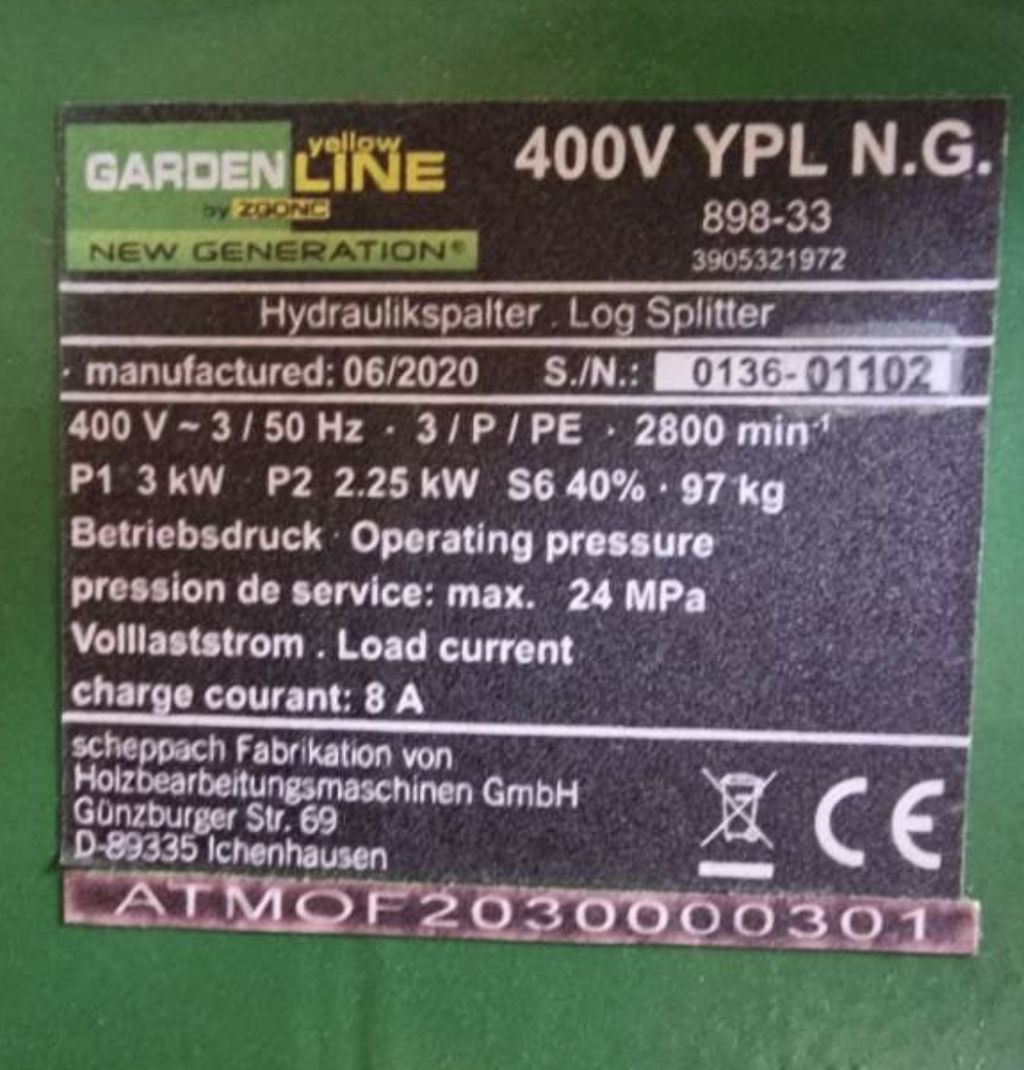 GARDEN yellow LINE
by ZGONC
NEW GENERATION®
400V YPL N.G.
898-33
3905321972
Hydraulikspalter . Log Splitter
· manufactured: 06/2020 S./N.: 0136-01102
400 V ~ 3 / 50 Hz · 3 / P / PE · 2800 min⁻¹
P1 3 kW P2 2.25 kW S6 40% · 97 kg
Betriebsdruck · Operating pressure
pression de service: max. 24 MPa
Volllaststrom . Load current
charge courant: 8 A
scheppach Fabrikation von
Holzbearbeitungsmaschinen GmbH
Günzburger Str. 69
D-89335 Ichenhausen
CE
ATMOF2030000301